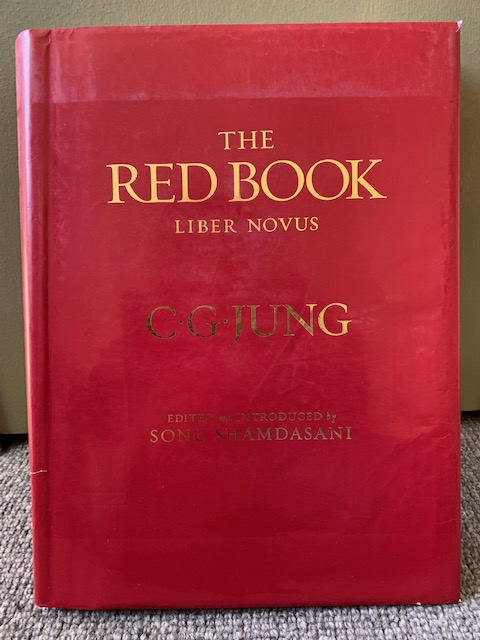 THE
RED BOOK
LIBER NOVUS
C·G·JUNG
EDITED and INTRODUCED by
SONU SHAMDASANI